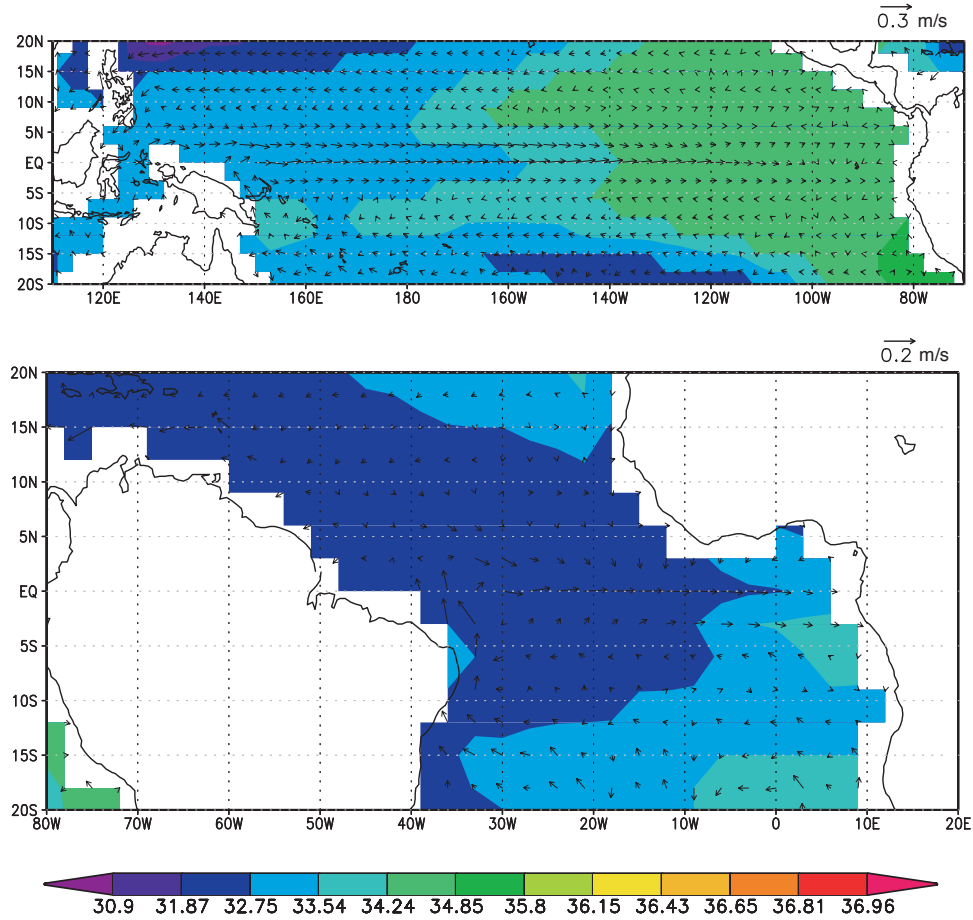 0.3 m/s
20N
15N
10N
5N
EQ
5S
10S
15S
20S
120E 140E 160E 180 160W 140W 120W 100W 80W
0.2 m/s
20N
15N
10N
5N
EQ
5S
10S
15S
20S
80W 70W 60W 50W 40W 30W 20W 10W 0 10E 20E
30.9 31.87 32.75 33.54 34.24 34.85 35.8 36.15 36.43 36.65 36.81 36.96